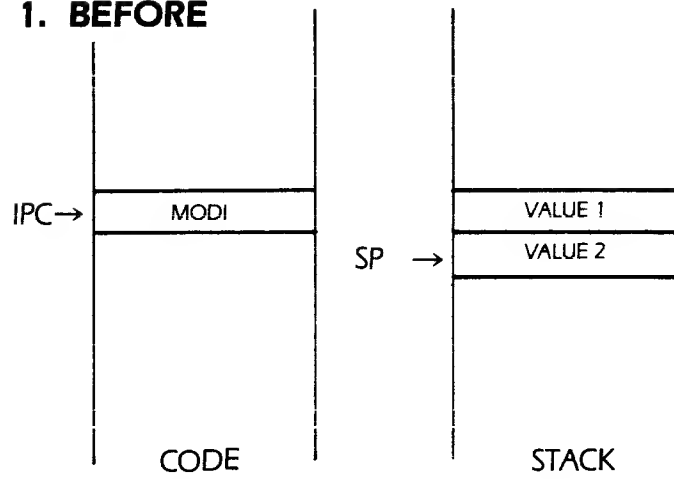 1. BEFORE
IPC→ MODI VALUE 1
SP → VALUE 2
CODE STACK